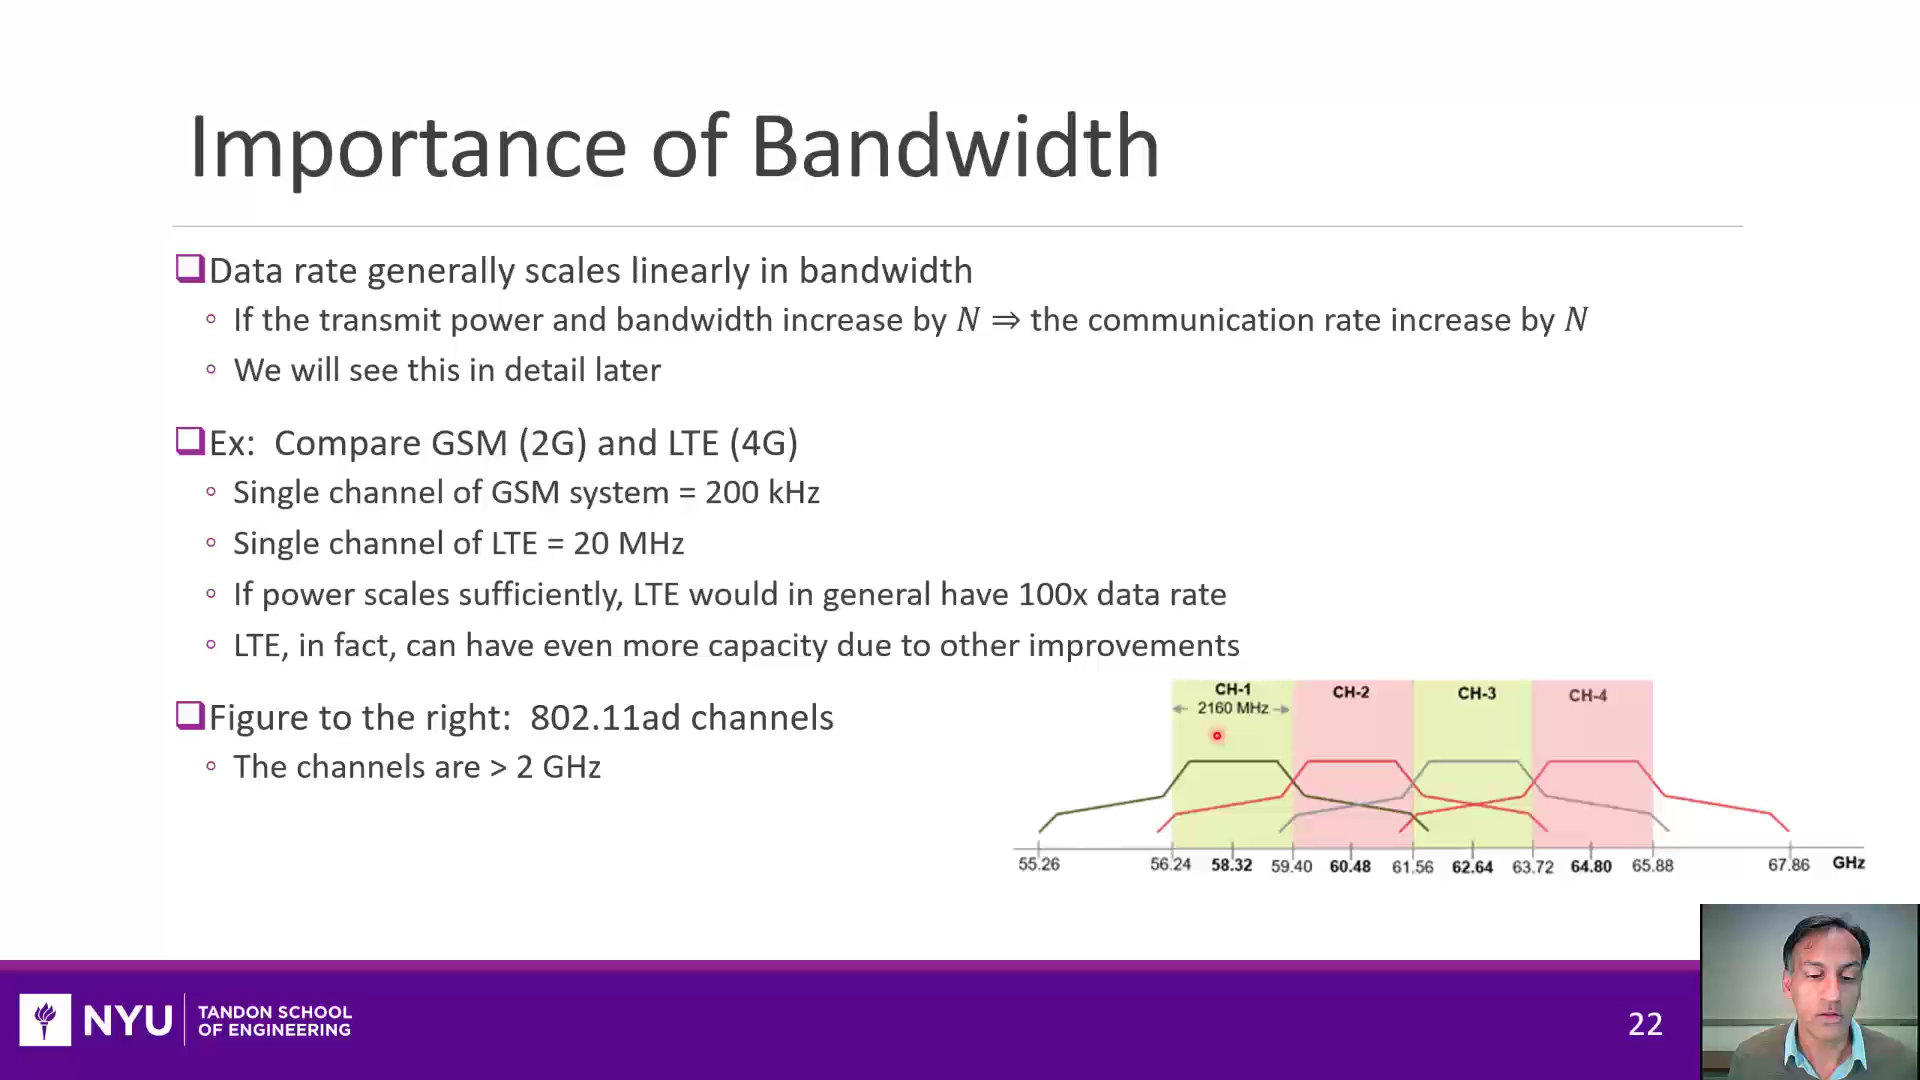 Importance of Bandwidth
Data rate generally scales linearly in bandwidth
If the transmit power and bandwidth increase by N ⇒ the communication rate increase by N
We will see this in detail later
Ex: Compare GSM (2G) and LTE (4G)
Single channel of GSM system = 200 kHz
Single channel of LTE = 20 MHz
If power scales sufficiently, LTE would in general have 100x data rate
LTE, in fact, can have even more capacity due to other improvements
Figure to the right: 802.11ad channels
The channels are > 2 GHz
CH-1 CH-2 CH-3 CH-4
2160 MHz
55.26 56.24 58.32 59.40 60.48 61.56 62.64 63.72 64.80 65.88 67.86 GHz
NYU
TANDON SCHOOL
OF ENGINEERING
22